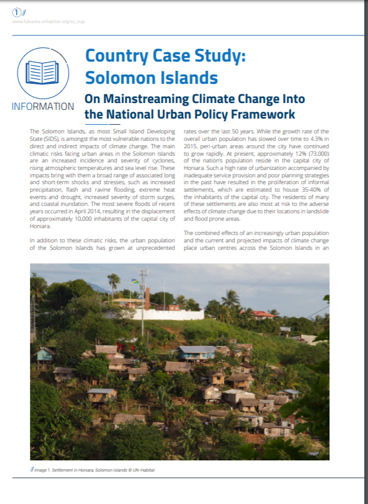 Country Case Study:
Solomon Islands
On Mainstreaming Climate Change Into
the National Urban Policy Framework
INFORMATION
The Solomon Islands, as most Small Island Developing
State (SIDS), is amongst the most vulnerable nations to the
direct and indirect impacts of climate change. The main
climatic risks facing urban areas in the Solomon Islands
are an increased incidence and severity of cyclones,
rising atmospheric temperatures and sea level rise. These
impacts bring with them a broad range of associated long
and short-term shocks and stresses, such as increased
precipitation, flash and ravine flooding, extreme heat
events and drought, increased severity of storm surges,
and coastal inundation. The most severe floods of recent
years occurred in April 2014, resulting in the displacement
of approximately 10,000 inhabitants of the capital city of
Honiara.
In addition to these climatic risks, the urban population
of the Solomon Islands has grown at unprecedented
rates over the last 50 years. While the growth rate of the
overall urban population has slowed over time to 4.3% in
2015, peri-urban areas around the city have continued
to grow rapidly. At present, approximately 12% (73,000)
of the nation's population reside in the capital city of
Honiara. Such a high rate of urbanization accompanied by
inadequate service provision and poor planning strategies
in the past have resulted in the proliferation of informal
settlements, which are estimated to house 35-40% of
the inhabitants of the capital city. The residents of many
of these settlements are also most at risk to the adverse
effects of climate change due to their locations in landslide
and flood prone areas.
The combined effects of an increasingly urban population
and the current and projected impacts of climate change
place urban centres across the Solomon Islands in an
Image 1. Settlement in Honiara, Solomon Islands © UN-Habitat